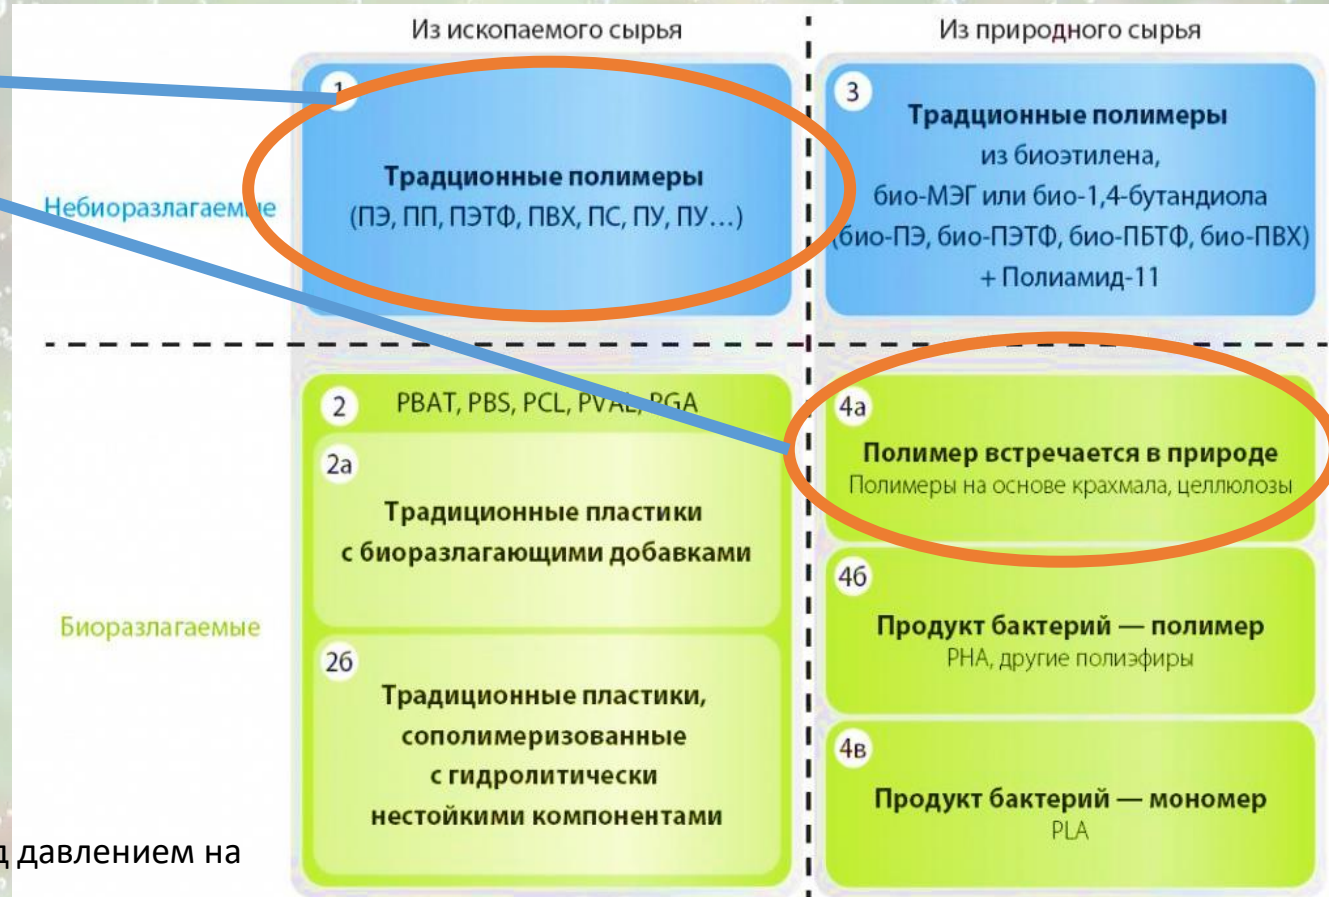 Из ископаемого сырья
Из природного сырья
Небиоразлагаемые
1
Традционные полимеры
(ПЭ, ПП, ПЭТФ, ПВХ, ПС, ПУ, ПУ...)
3
Традционные полимеры
из биоэтилена,
био-МЭГ или био-1,4-бутандиола
(био-ПЭ, био-ПЭТФ, био-ПБТФ, био-ПВХ)
+ Полиамид-11
Биоразлагаемые
2
PBAT, PBS, PCL, PVAL, PGA
2а
Традиционные пластики
с биоразлагающими добавками
2б
Традиционные пластики,
сополимеризованные
с гидролитически
нестойкими компонентами
4а
Полимер встречается в природе
Полимеры на основе крахмала, целлюлозы
4б
Продукт бактерий — полимер
PHA, другие полиэфиры
4в
Продукт бактерий — мономер
PLA
давлением на